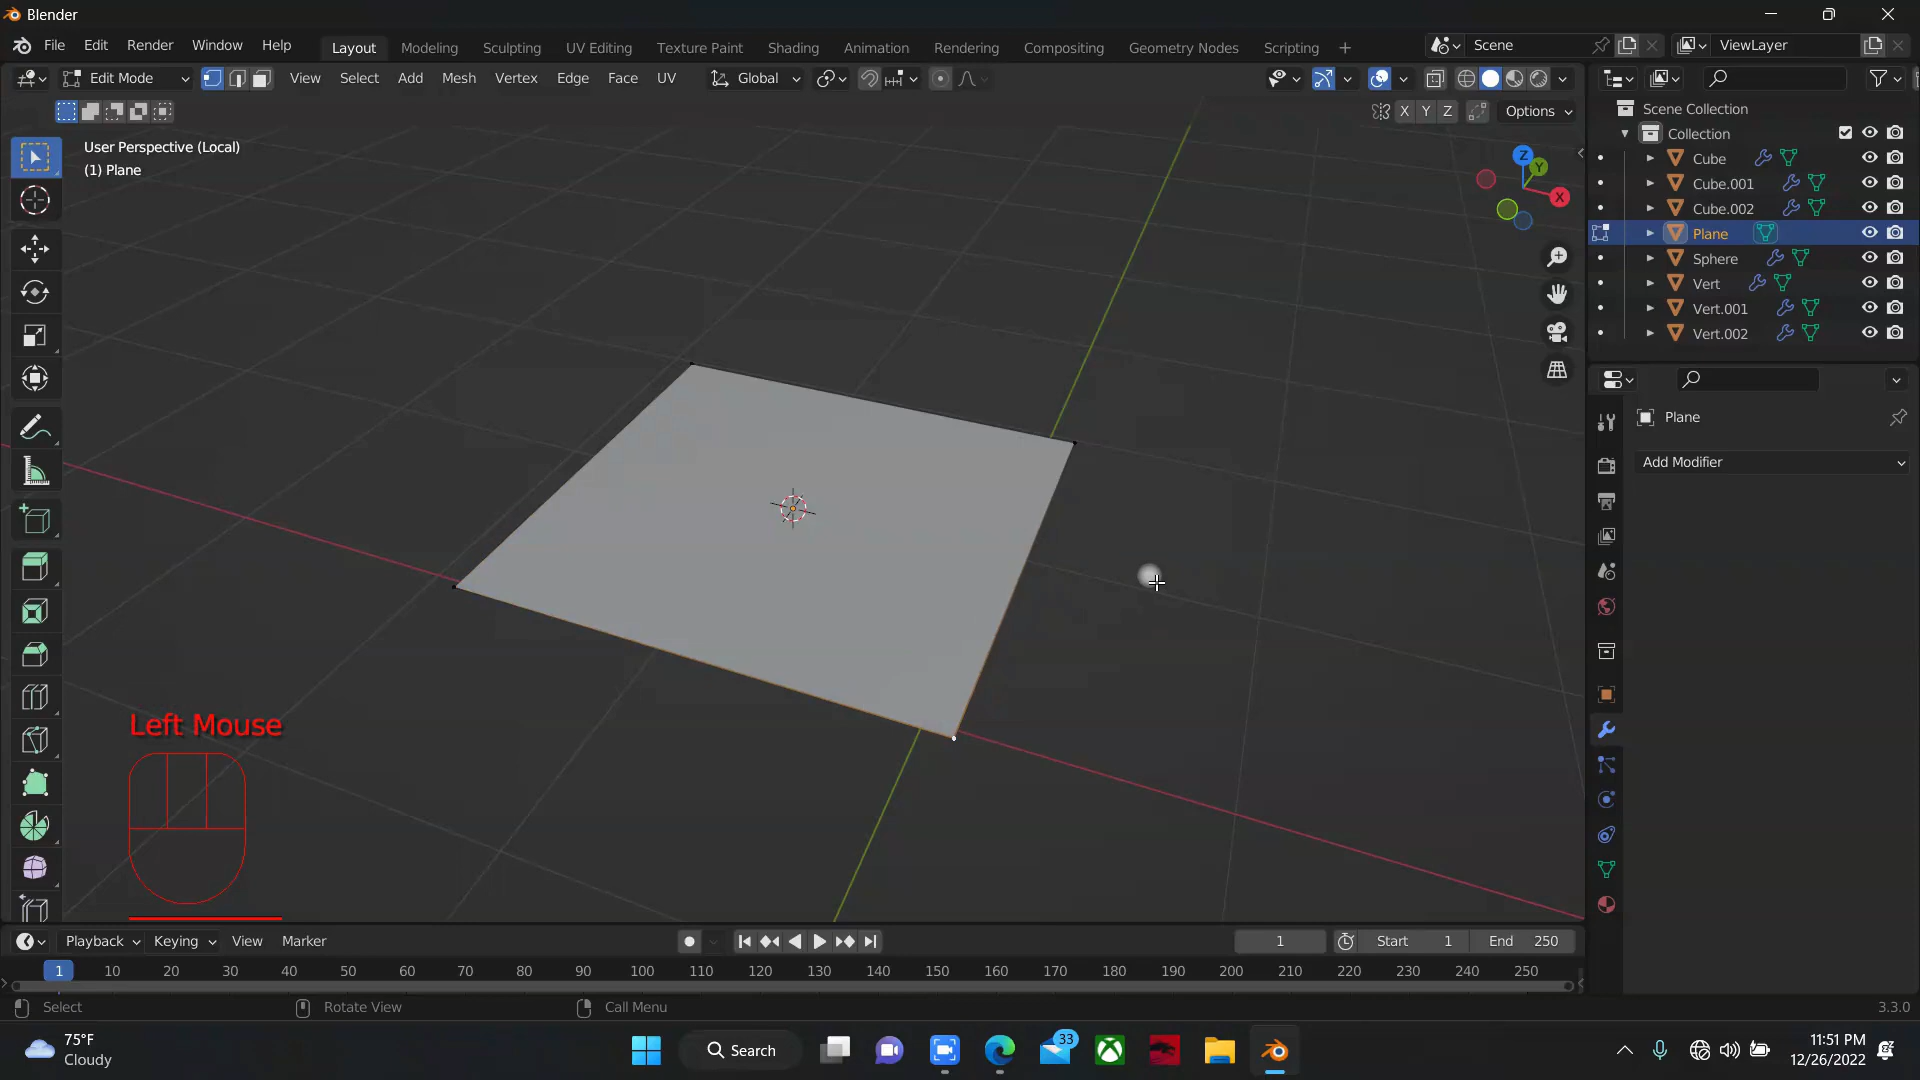 Blender
File Edit Render Window Help
Layout Modeling Sculpting UV Editing Texture Paint Shading Animation Rendering Compositing Geometry Nodes Scripting +
Scene
ViewLayer
Edit Mode View Select Add Mesh Vertex Edge Face UV Global
X Y Z Options
User Perspective (Local)
(1) Plane
Z
Y
X
Scene Collection
Collection
Cube
Cube.001
Cube.002
Plane
Sphere
Vert
Vert.001
Vert.002
Plane
Add Modifier
Left Mouse
Playback Keying View Marker
1 Start 1 End 250
1 10 20 30 40 50 60 70 80 90 100 110 120 130 140 150 160 170 180 190 200 210 220 230 240 250
Select Rotate View Call Menu 3.3.0
75°F
Cloudy
Search
33
11:51 PM
12/26/2022